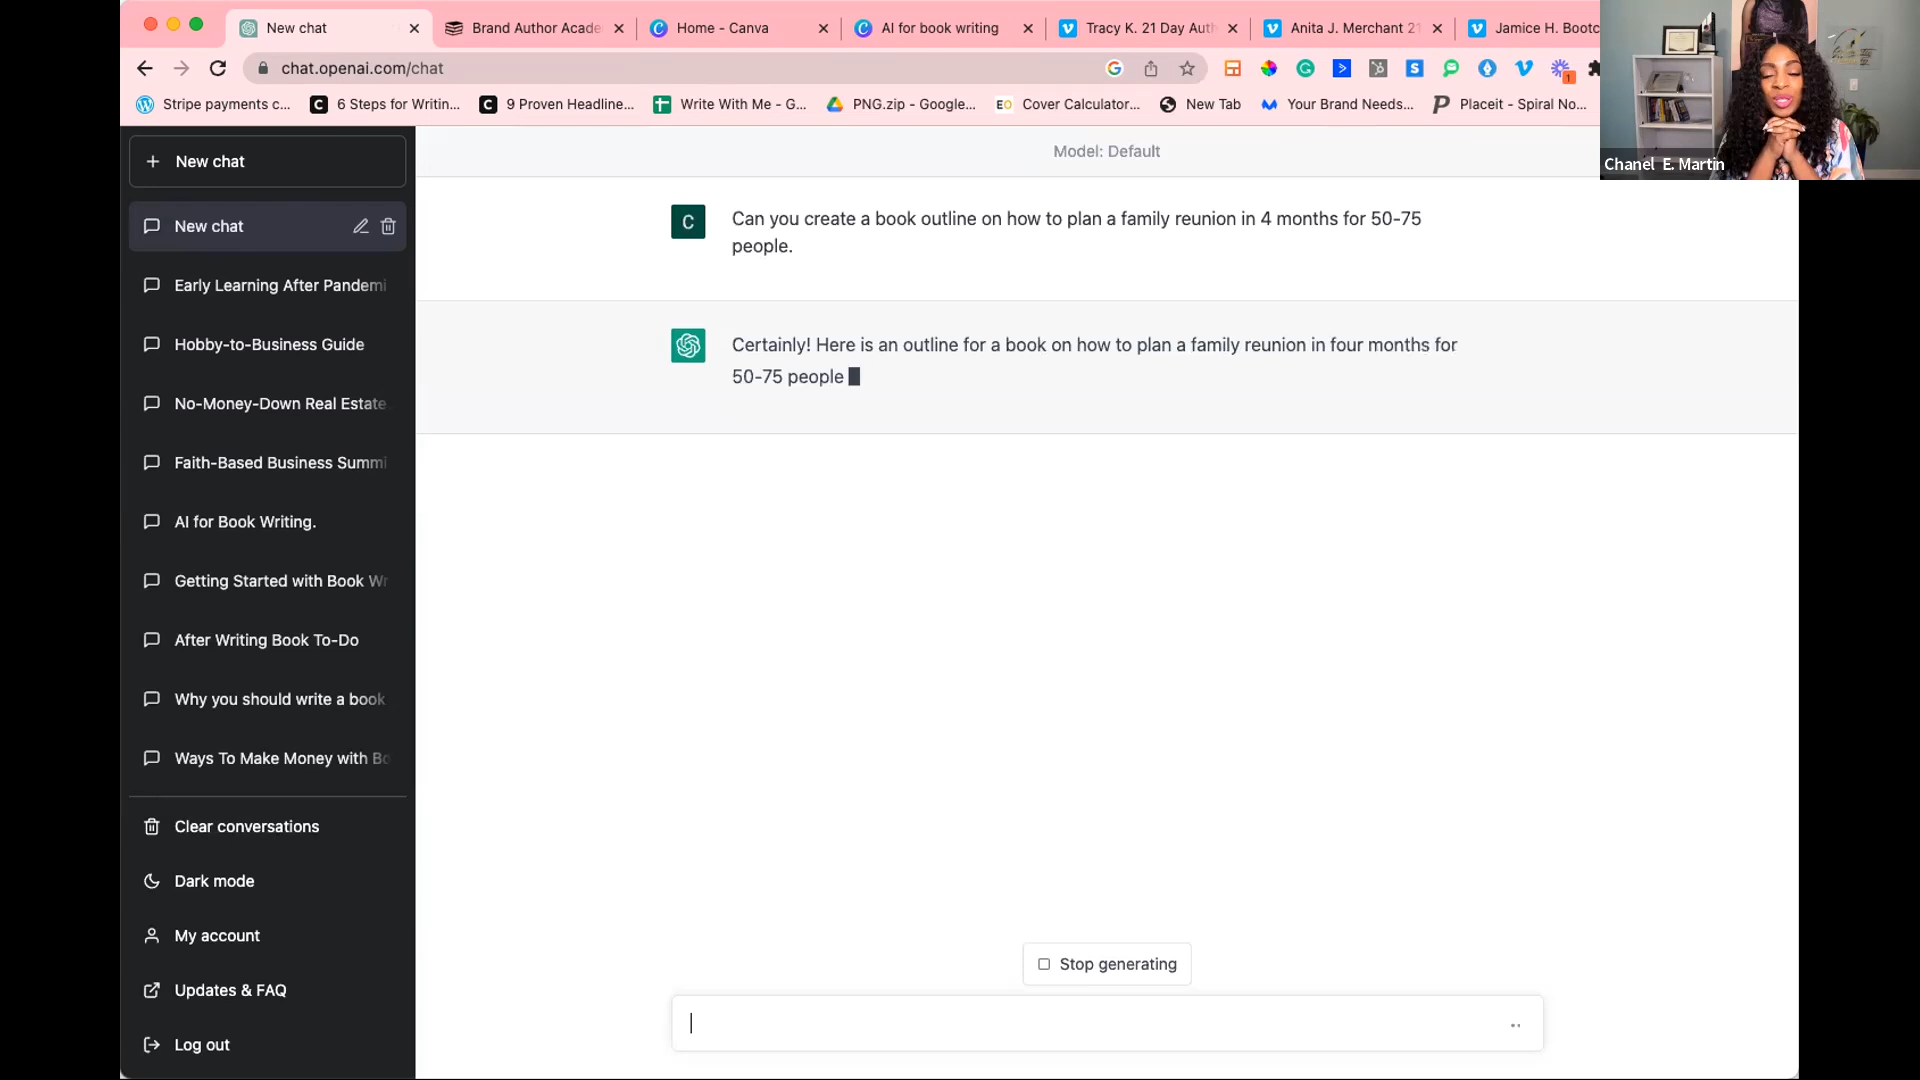 New chat
Brand Author Acade
Home - Canva
AI for book writing
Tracy K. 21 Day Auth
Anita J. Merchant 21
Jamice H. Bootc
chat.openai.com/chat
Stripe payments c...
6 Steps for Writin...
9 Proven Headline...
Write With Me - G...
PNG.zip - Google...
EO Cover Calculator...
New Tab
Your Brand Needs...
Placeit - Spiral No...
Chanel E. Martin
New chat
New chat
Early Learning After Pandemi
Hobby-to-Business Guide
No-Money-Down Real Estate
Faith-Based Business Summi
AI for Book Writing.
Getting Started with Book Wr
After Writing Book To-Do
Why you should write a book
Ways To Make Money with Bo
Clear conversations
Dark mode
My account
Updates & FAQ
Log out
Model: Default
C
Can you create a book outline on how to plan a family reunion in 4 months for 50-75
people.
Certainly! Here is an outline for a book on how to plan a family reunion in four months for
50-75 people
Stop generating